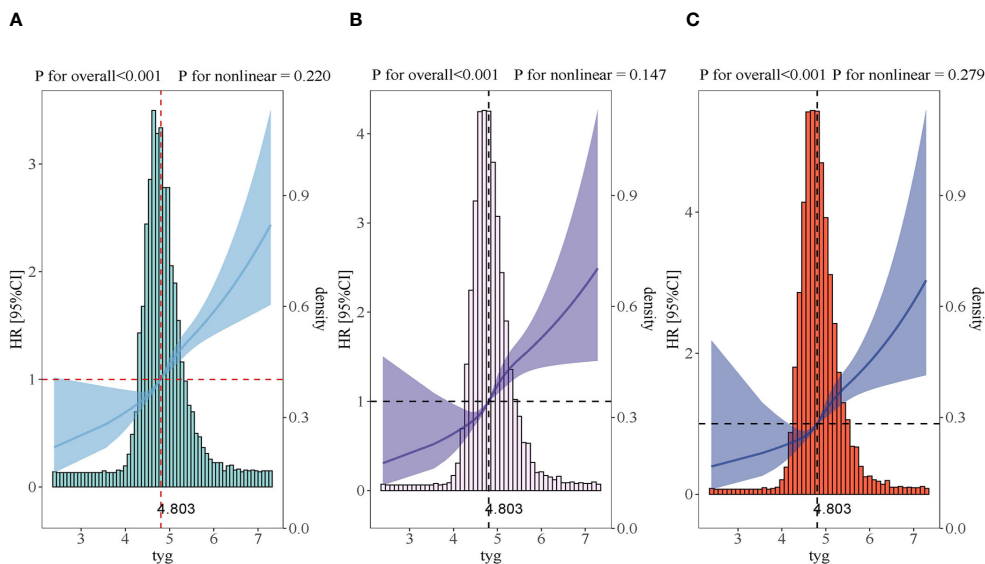 A
B
C
P for overall<0.001 P for nonlinear = 0.220
P for overall<0.001 P for nonlinear = 0.147
P for overall<0.001 P for nonlinear = 0.279
HR [95%CI]
3
2
1
0
0.9
0.6
0.3
0.0
density
4.803
3 4 5 6 7
tyg
HR [95%CI]
4
3
2
1
0
0.9
0.6
0.3
0.0
density
4.803
3 4 5 6 7
tyg
HR [95%CI]
4
2
0
0.9
0.6
0.3
0.0
density
4.803
3 4 5 6 7
tyg